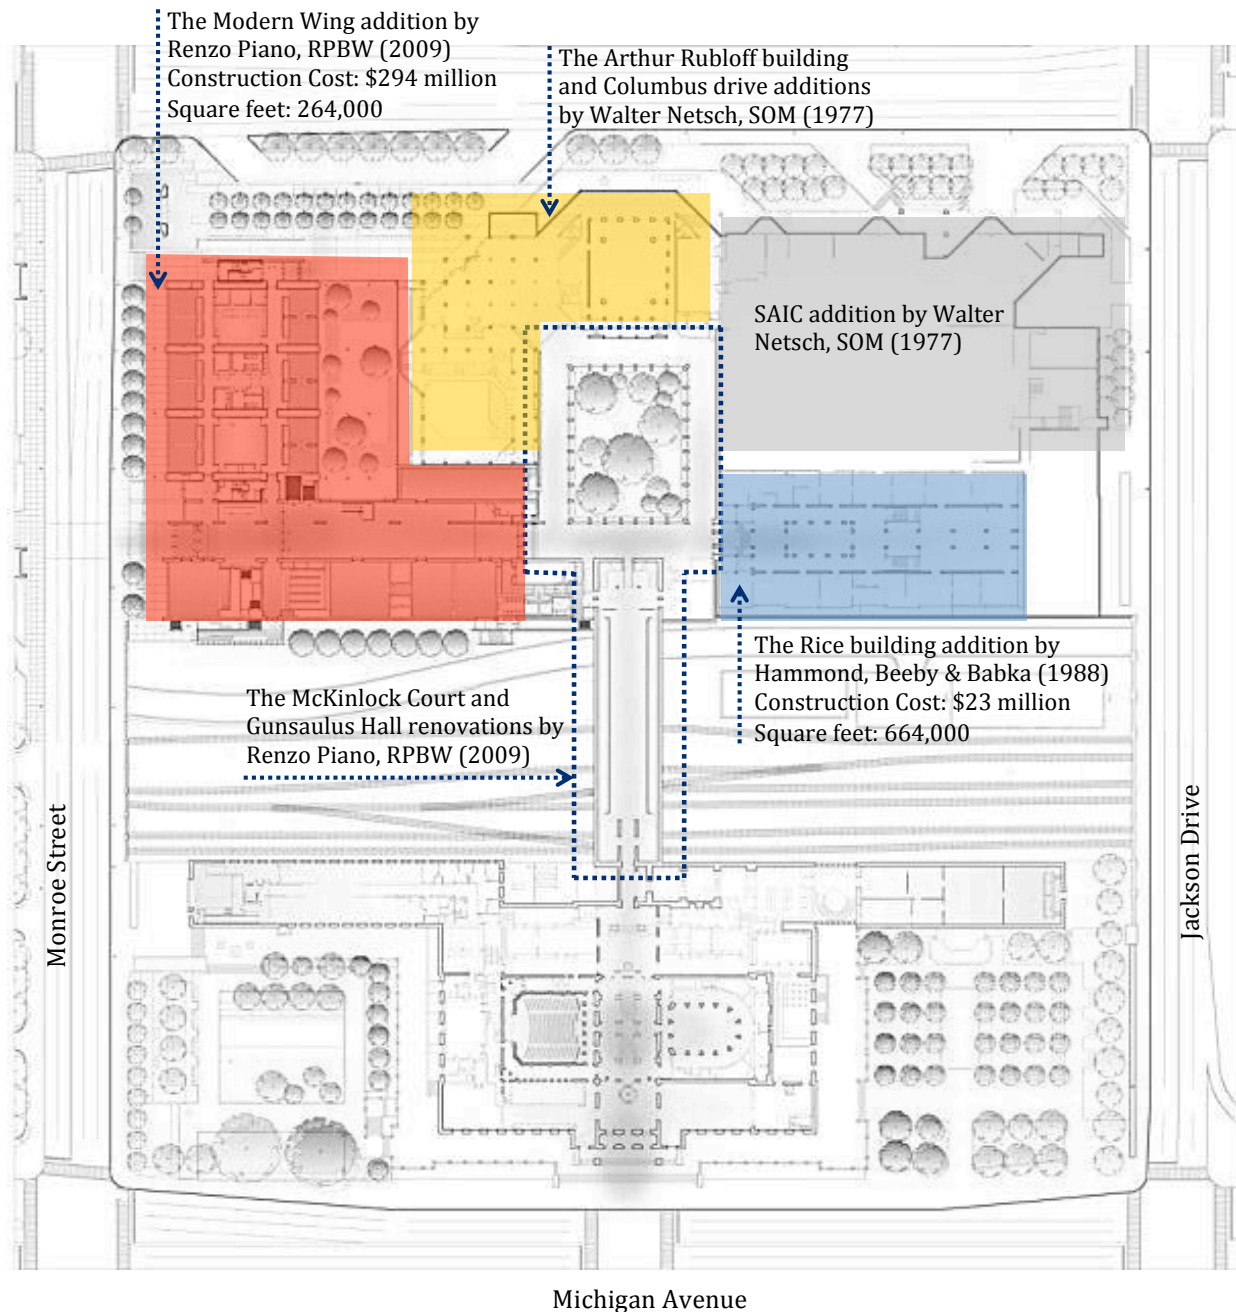 The Modern Wing addition by
Renzo Piano, RPBW (2009)
Construction Cost: $294 million
Square feet: 264,000
The Arthur Rubloff building
and Columbus drive additions
by Walter Netsch, SOM (1977)
SAIC addition by Walter
Netsch, SOM (1977)
The Rice building addition by
Hammond, Beeby & Babka (1988)
Construction Cost: $23 million
Square feet: 664,000
The McKinlock Court and
Gunsaulus Hall renovations by
Renzo Piano, RPBW (2009)
Monroe Street
Jackson Drive
Michigan Avenue